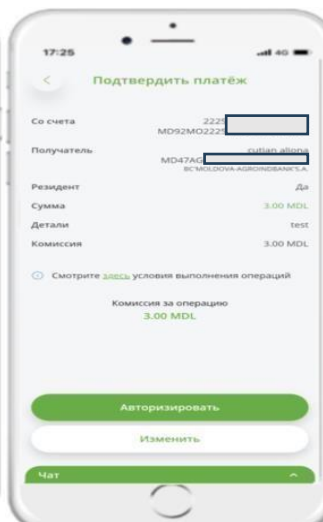 17:25
4G
Подтвердить платёж
Со счета 2225
MD92MO2225
Получатель cutian aliona
MD47AG
BC'MOLDOVA-AGROINDBANK'S.A.
Резидент Да
Сумма 3.00 MDL
Детали test
Комиссия 3.00 MDL
Смотрите здесь условия выполнения операций
Комиссия за операцию
3.00 MDL
Авторизировать
Изменить
Чат